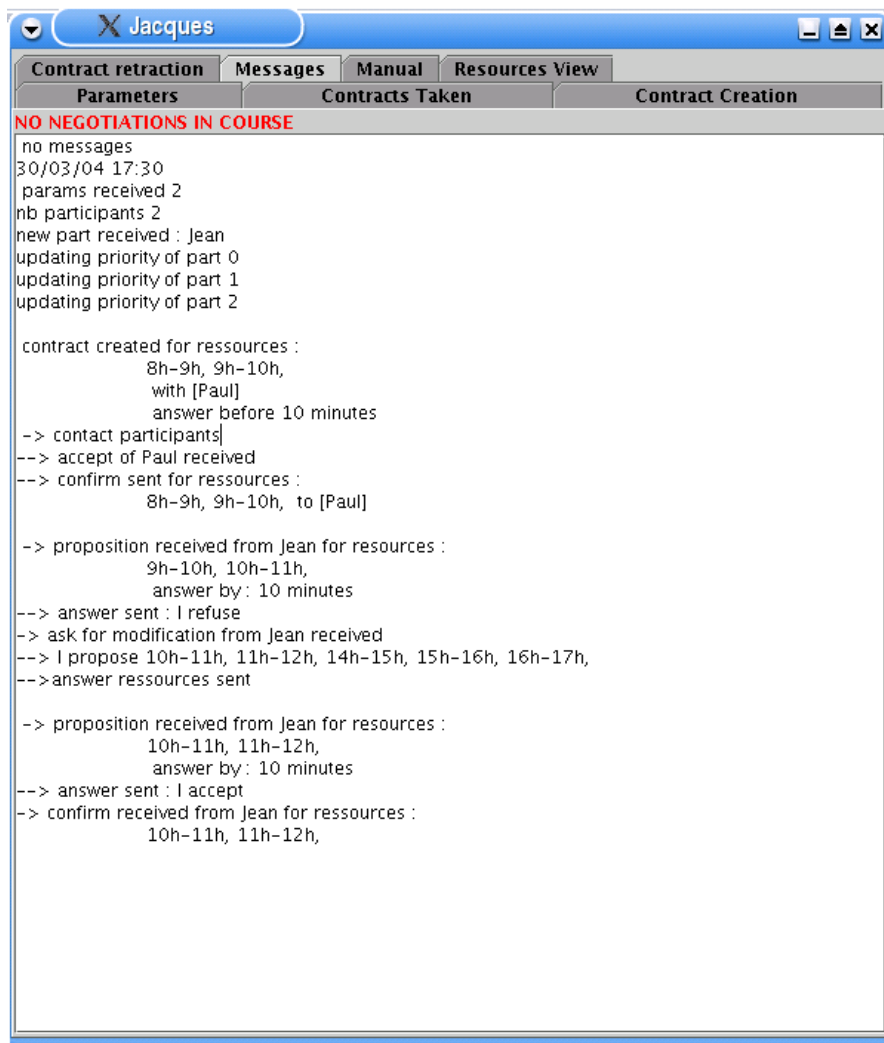 Jacques
Contract retraction Messages Manual Resources View
Parameters Contracts Taken Contract Creation
NO NEGOTIATIONS IN COURSE
no messages
30/03/04 17:30
params received 2
nb participants 2
new part received : Jean
updating priority of part 0
updating priority of part 1
updating priority of part 2
contract created for ressources :
8h-9h, 9h-10h,
with [Paul]
answer before 10 minutes
-> contact participants
--> accept of Paul received
--> confirm sent for ressources :
8h-9h, 9h-10h, to [Paul]
-> proposition received from Jean for resources :
9h-10h, 10h-11h,
answer by : 10 minutes
--> answer sent : I refuse
-> ask for modification from Jean received
--> I propose 10h-11h, 11h-12h, 14h-15h, 15h-16h, 16h-17h,
-->answer ressources sent
-> proposition received from Jean for resources :
10h-11h, 11h-12h,
answer by : 10 minutes
--> answer sent : I accept
-> confirm received from Jean for ressources :
10h-11h, 11h-12h,